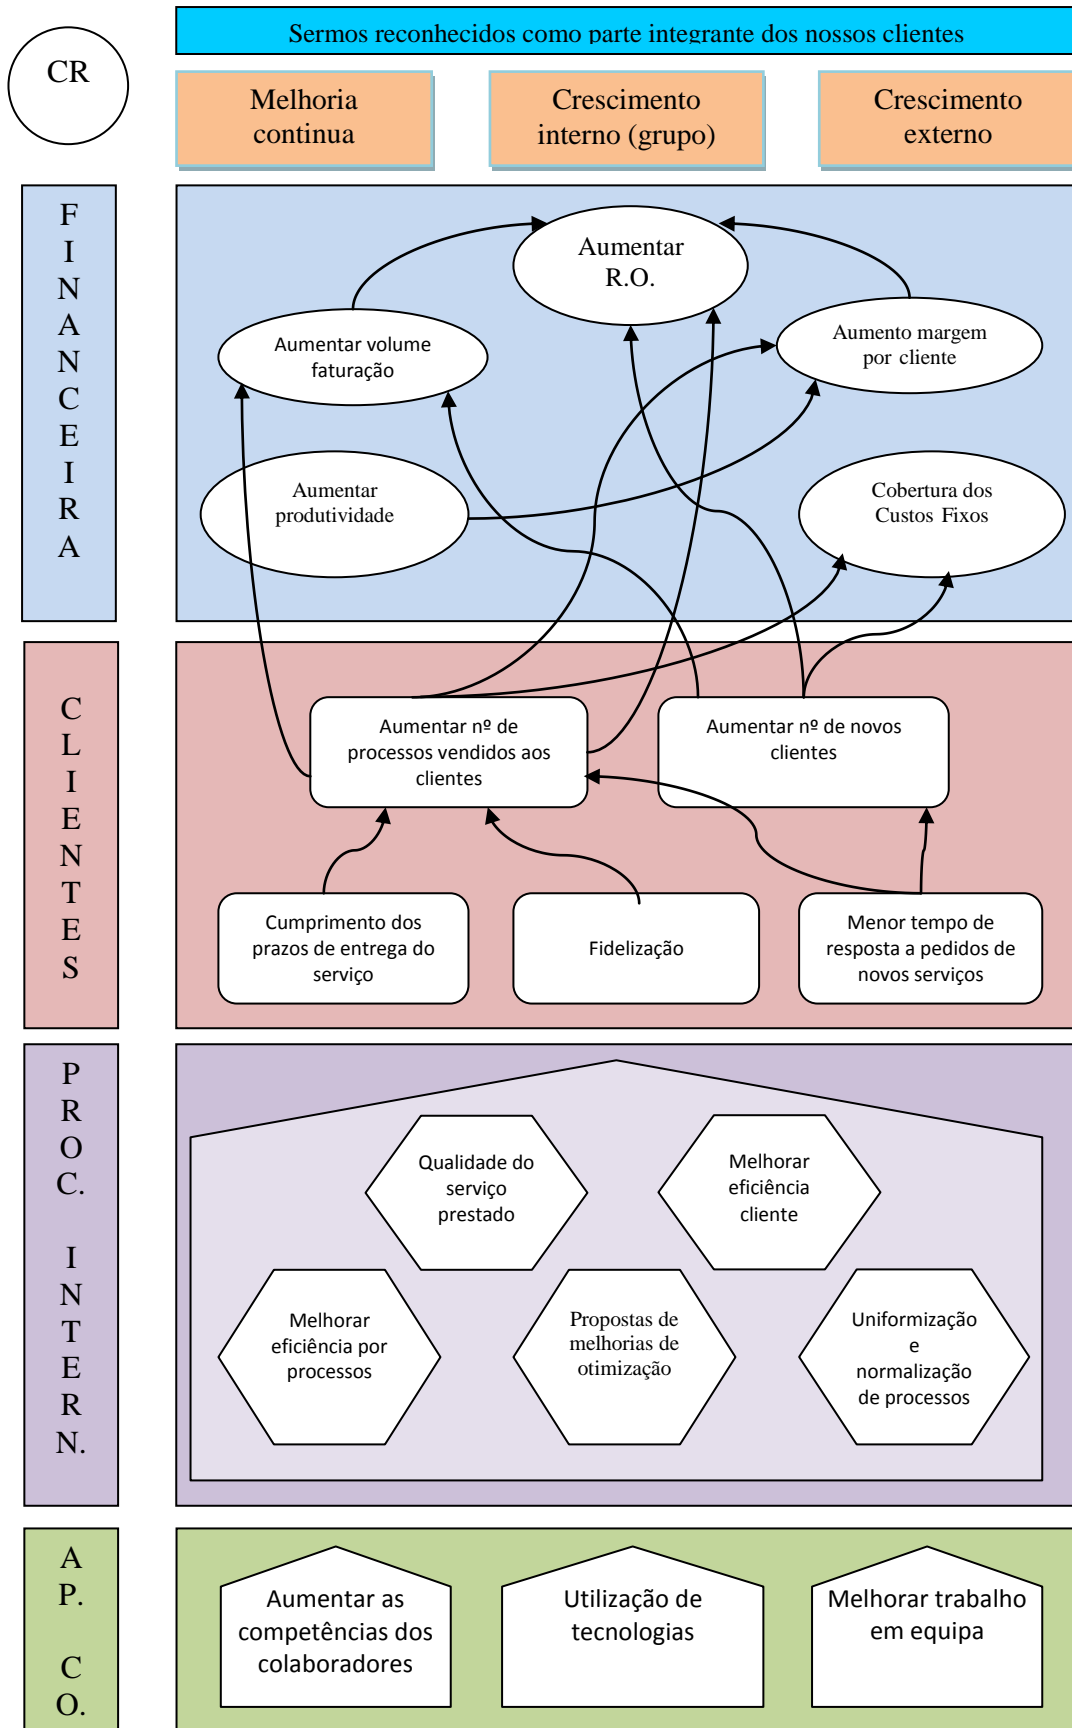 Sermos reconhecidos como parte integrante dos nossos clientes
CR
Melhoria
continua
Crescimento
interno (grupo)
Crescimento
externo
F
I
N
A
N
C
E
I
R
A
Aumentar
R.O.
Aumentar volume
faturação
Aumento margem
por cliente
Aumentar
produtividade
Cobertura dos
Custos Fixos
C
L
I
E
N
T
E
S
Aumentar nº de
processos vendidos aos
clientes
Aumentar nº de novos
clientes
Cumprimento dos
prazos de entrega do
serviço
Fidelização
Menor tempo de
resposta a pedidos de
novos serviços
P
R
O
C.
I
N
T
E
R
N.
Qualidade do
serviço
prestado
Melhorar
eficiência
cliente
Melhorar
eficiência por
processos
Propostas de
melhorias de
otimização
Uniformização
e
normalização
de processos
A
P.
C
O.
Aumentar as
competências dos
colaboradores
Utilização de
tecnologias
Melhorar trabalho
em equipa